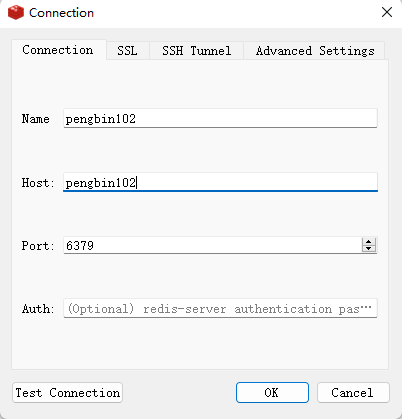 Connection
Connection SSL SSH Tunnel Advanced Settings
Name pengbin102
Host: pengbin102
Port: 6379
Auth: (Optional) redis-server authentication pas…
Test Connection OK Cancel